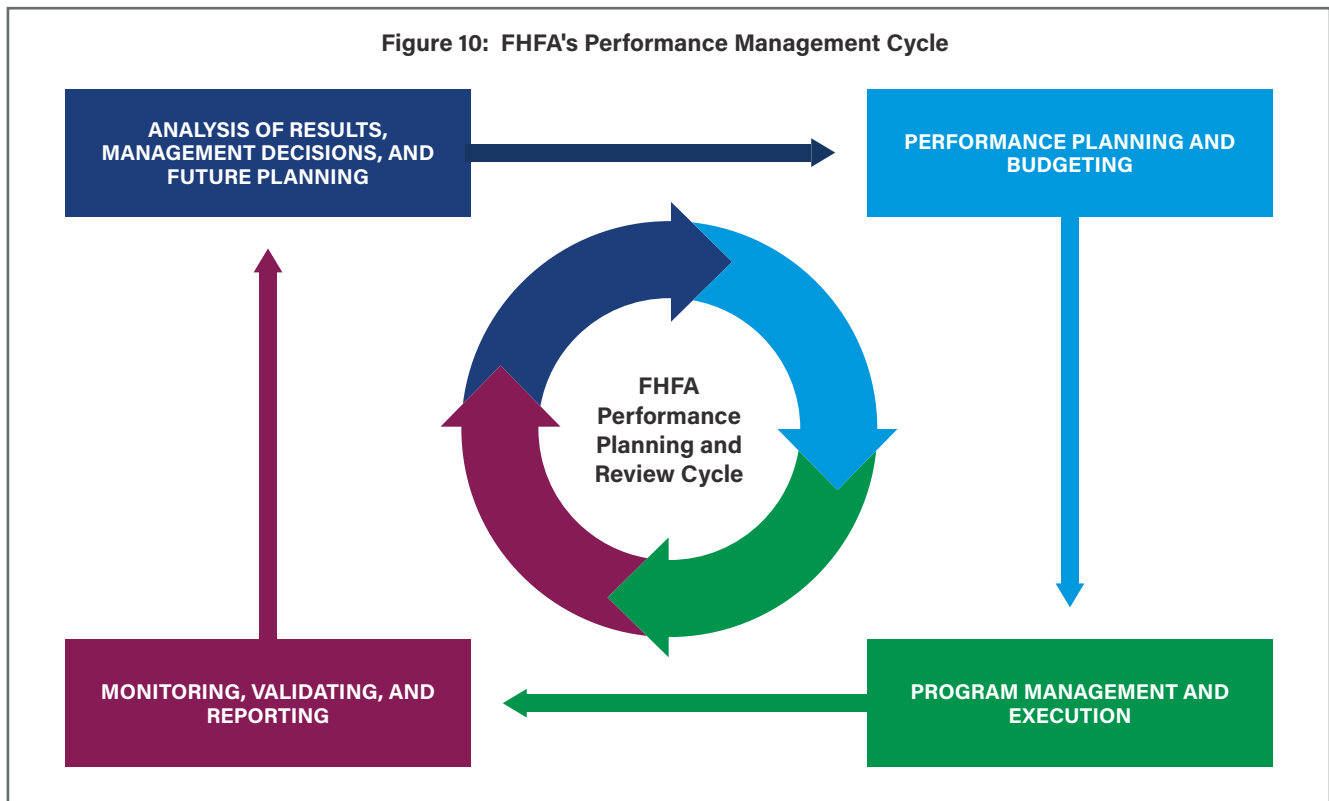 Figure 10:  FHFA's Performance Management Cycle
ANALYSIS OF RESULTS,
MANAGEMENT DECISIONS, AND
FUTURE PLANNING
PERFORMANCE PLANNING AND
BUDGETING
FHFA
Performance
Planning and
Review Cycle
MONITORING, VALIDATING, AND
REPORTING
PROGRAM MANAGEMENT AND
EXECUTION